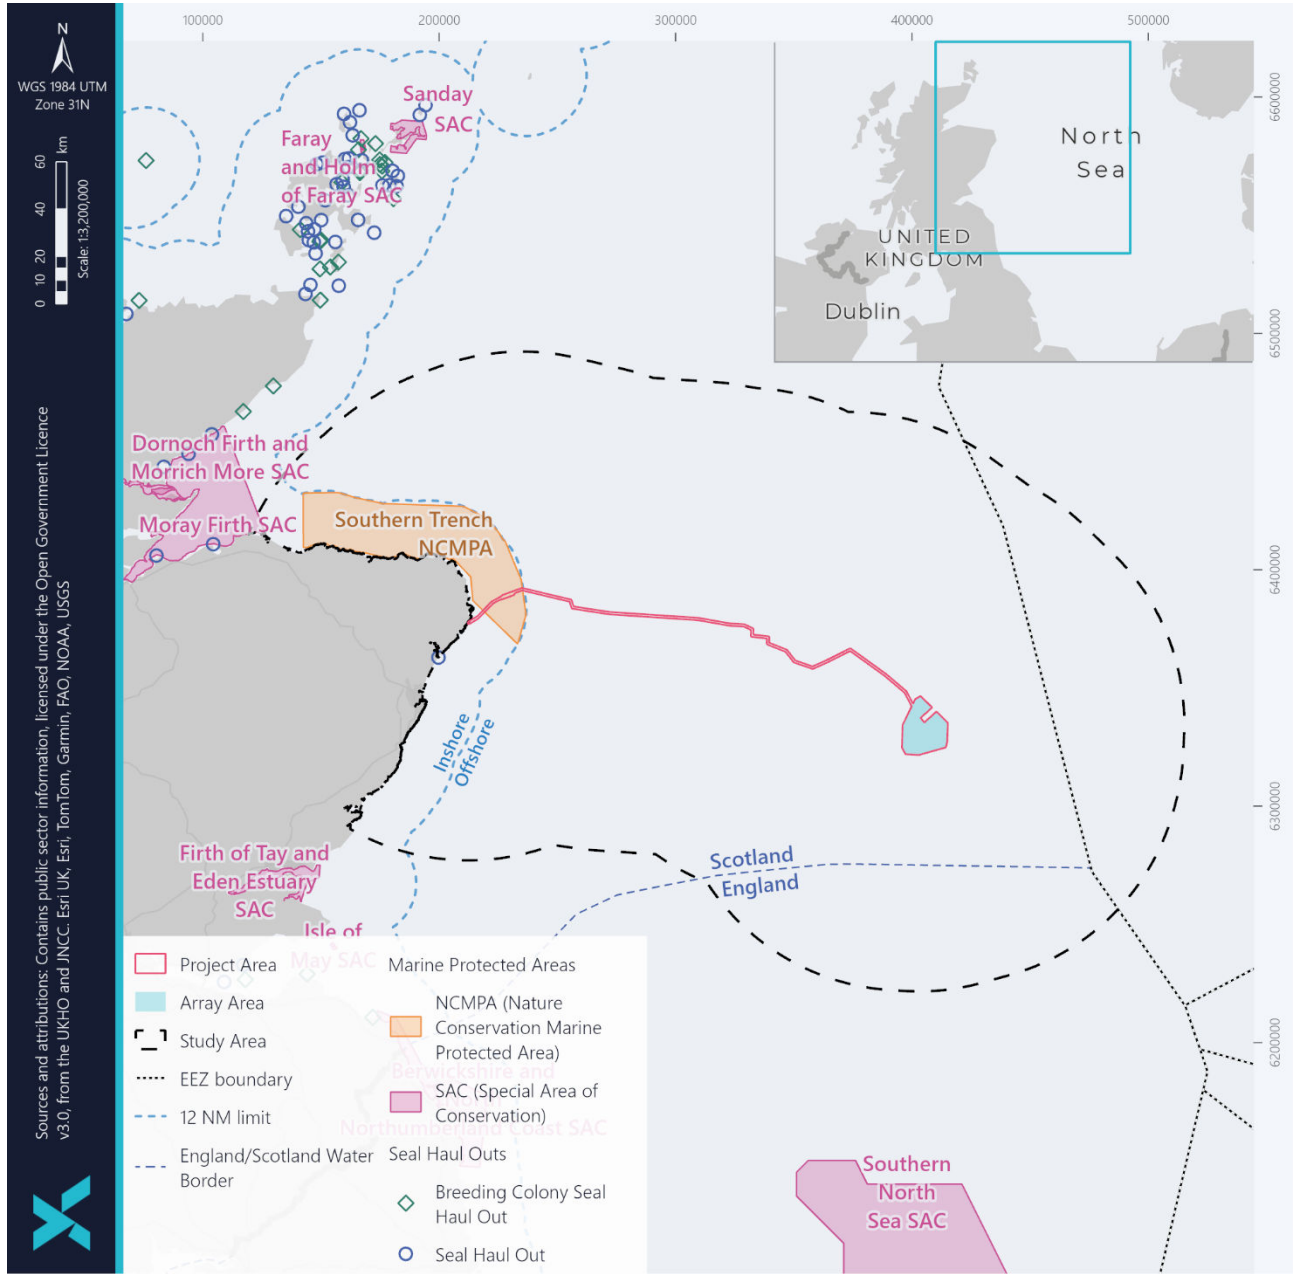 100000
200000
300000
400000
500000
N
WGS 1984 UTM
Zone 31N
km
0 10 20 40 60
Scale: 1:3,200,000
Sources and attributions: Contains public sector information, licensed under the Open Government Licence
v3.0, from the UKHO and JNCC. Esri UK, Esri, TomTom, Garmin, FAO, NOAA, USGS
6600000
6500000
6400000
6300000
6200000
North
Sea
UNITED
KINGDOM
Dublin
Sanday
SAC
Faray
and Holm
of Faray SAC
Dornoch Firth and
Morrich More SAC
Moray Firth SAC
Southern Trench
NCMPA
Inshore
Offshore
Scotland
England
Firth of Tay and
Eden Estuary
SAC
Isle of
May SAC
Berwickshire and
North
Northumberland Coast SAC
Southern
North
Sea SAC
Project Area
Array Area
Study Area
EEZ boundary
12 NM limit
England/Scotland Water
Border
Marine Protected Areas
NCMPA (Nature
Conservation Marine
Protected Area)
SAC (Special Area of
Conservation)
Seal Haul Outs
Breeding Colony Seal
Haul Out
Seal Haul Out